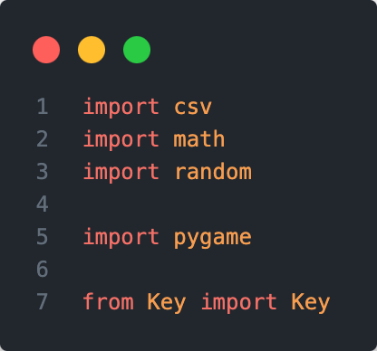 1 import csv
2 import math
3 import random
4
5 import pygame
6
7 from Key import Key